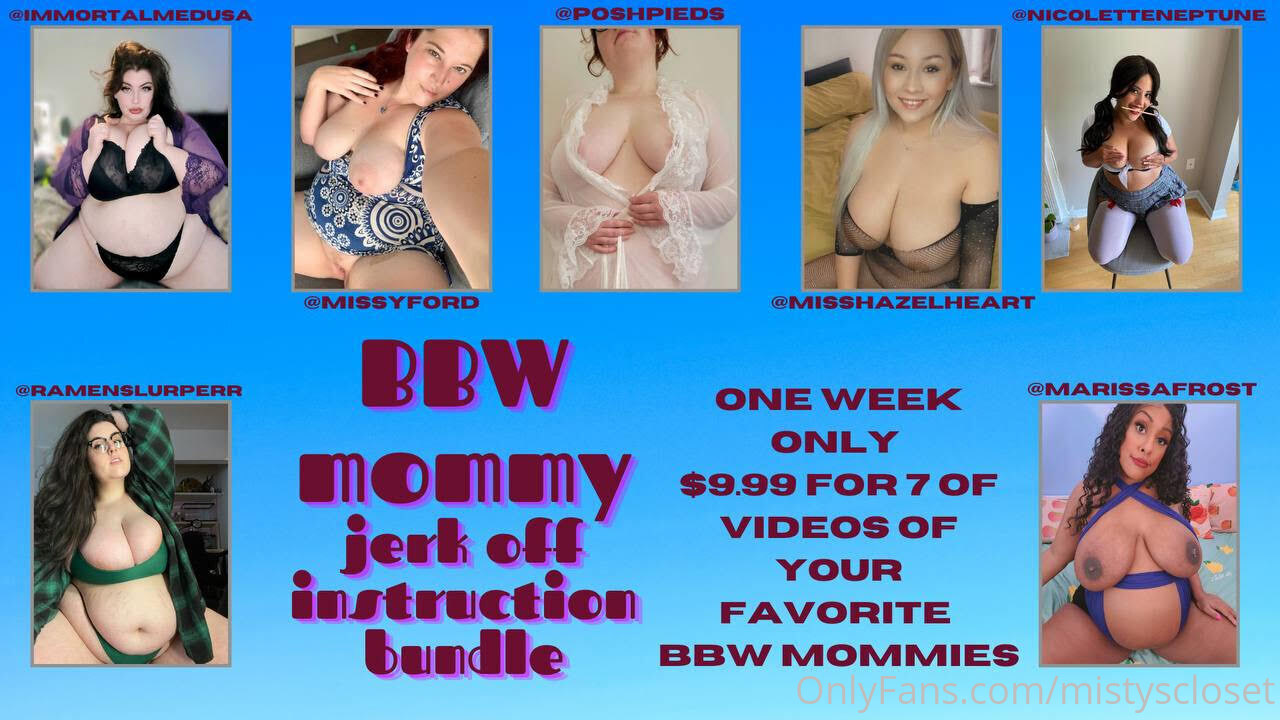 @IMMORTALMEDUSA
@POSHPIEDS
@NICOLETTENEPTUNE
@MISSYFORD
@MISSHAZELHEART
@RAMENSLURPERR
@MARISSAFROST
BBW
mommy
jerk off
instruction
bundle
ONE WEEK
ONLY
$9.99 FOR 7 OF
VIDEOS OF
YOUR
FAVORITE
BBW MOMMIES
OnlyFans.com/mistyscloset